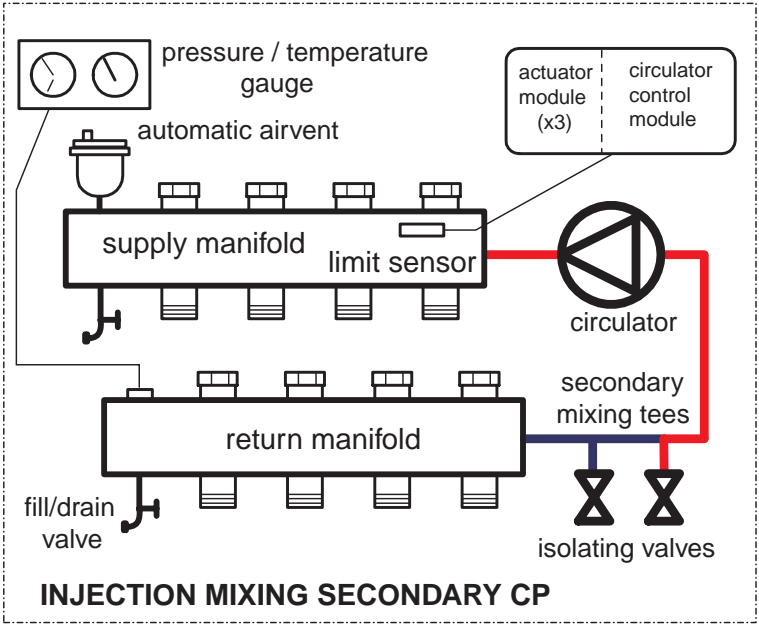 pressure / temperature
gauge
actuator
module
(x3)
circulator
control
module
automatic airvent
supply manifold
limit sensor
circulator
secondary
mixing tees
return manifold
fill/drain
valve
isolating valves
INJECTION MIXING SECONDARY CP